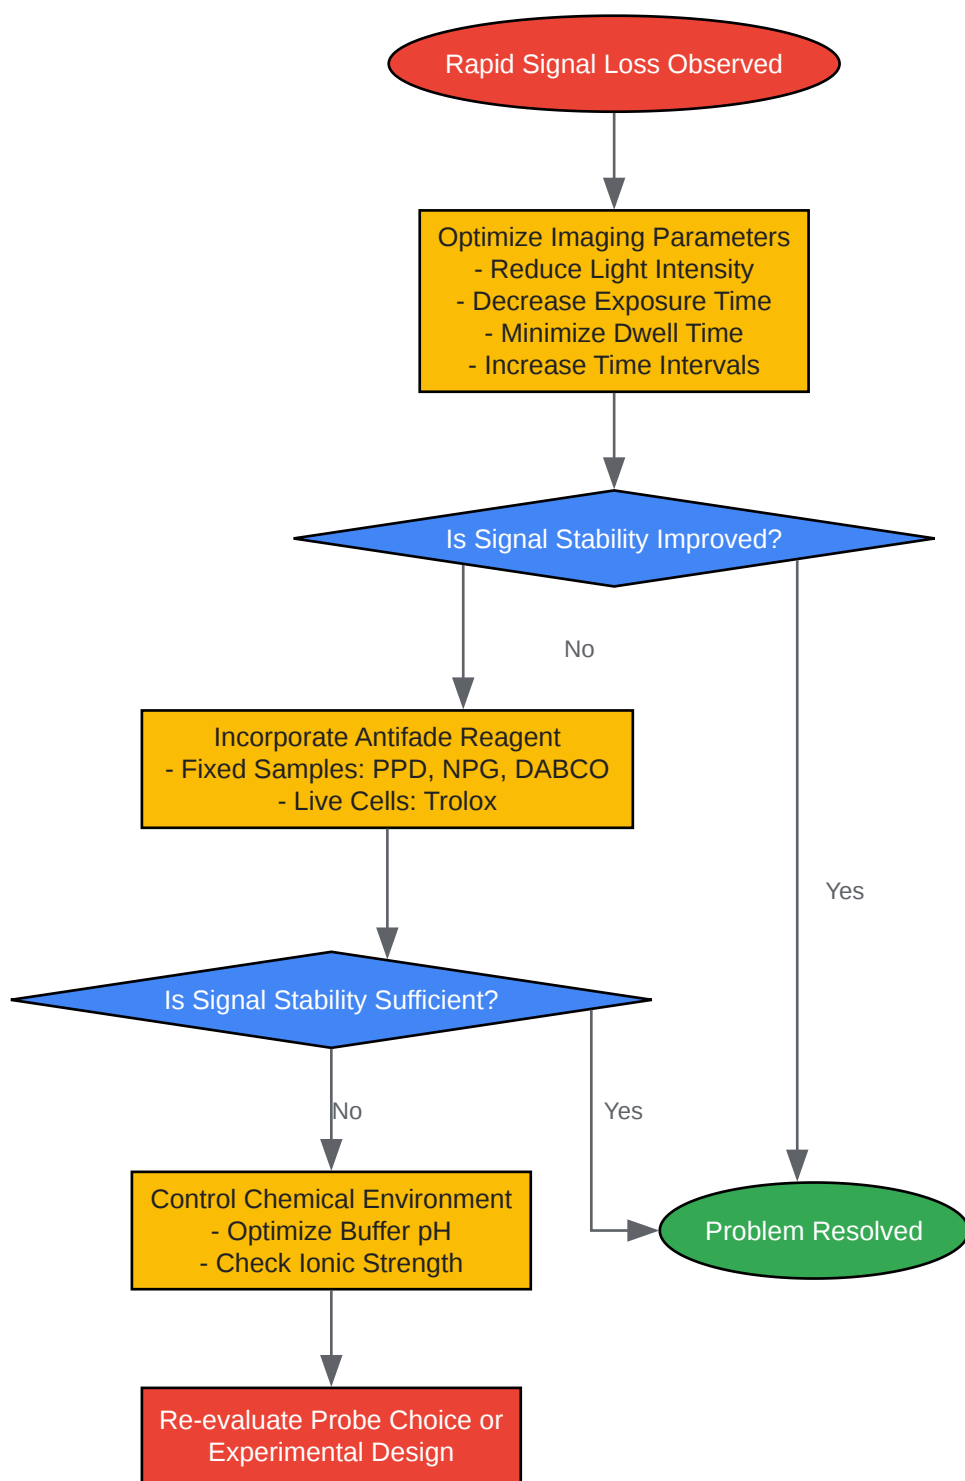 Rapid Signal Loss Observed
Optimize Imaging Parameters
- Reduce Light Intensity
- Decrease Exposure Time
- Minimize Dwell Time
- Increase Time Intervals
Is Signal Stability Improved?
No
Incorporate Antifade Reagent
- Fixed Samples: PPD, NPG, DABCO
- Live Cells: Trolox
Yes
Is Signal Stability Sufficient?
No
Yes
Control Chemical Environment
- Optimize Buffer pH
- Check Ionic Strength
Problem Resolved
Re-evaluate Probe Choice or
Experimental Design